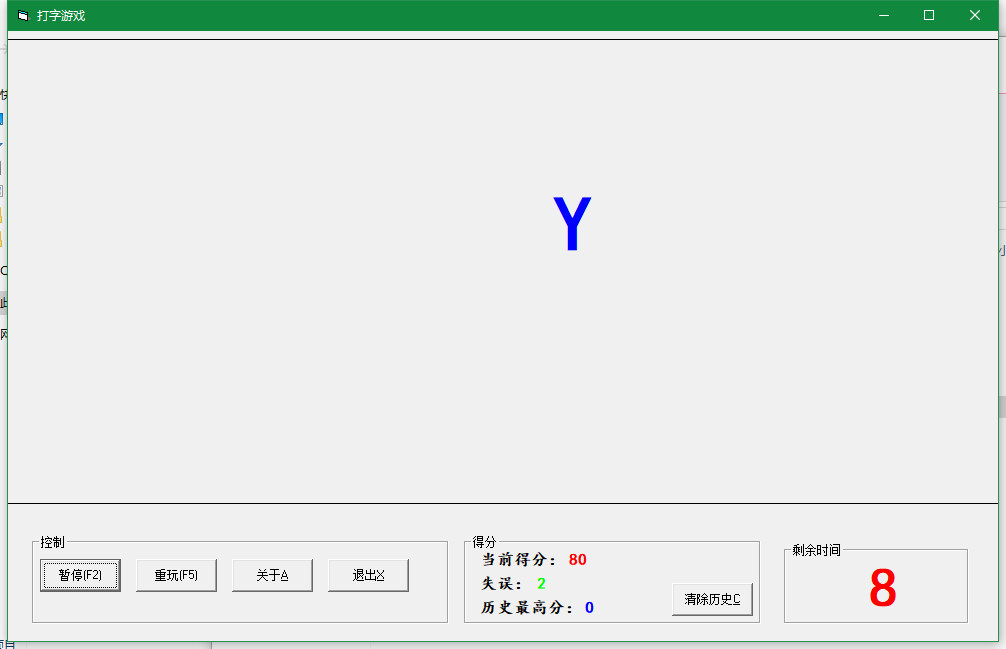 打字游戏
Y
控制
暂停(F2)
重玩(F5)
关于A
退出X
得分
当前得分: 80
失误: 2
历史最高分: 0
清除历史C
剩余时间
8